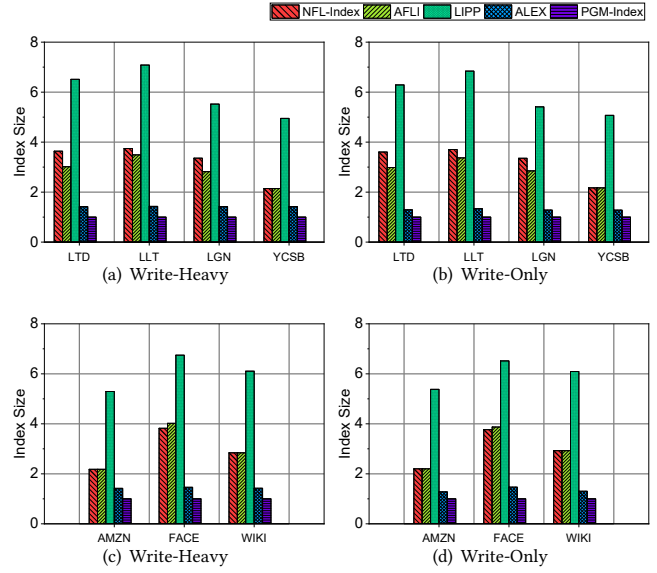 NFL-Index AFLI LIPP ALEX PGM-Index
8
6
4
2
0
Index Size
LTD LLT LGN YCSB
(a) Write-Heavy
8
6
4
2
0
Index Size
LTD LLT LGN YCSB
(b) Write-Only
8
6
4
2
0
Index Size
AMZN FACE WIKI
(c) Write-Heavy
8
6
4
2
0
Index Size
AMZN FACE WIKI
(d) Write-Only